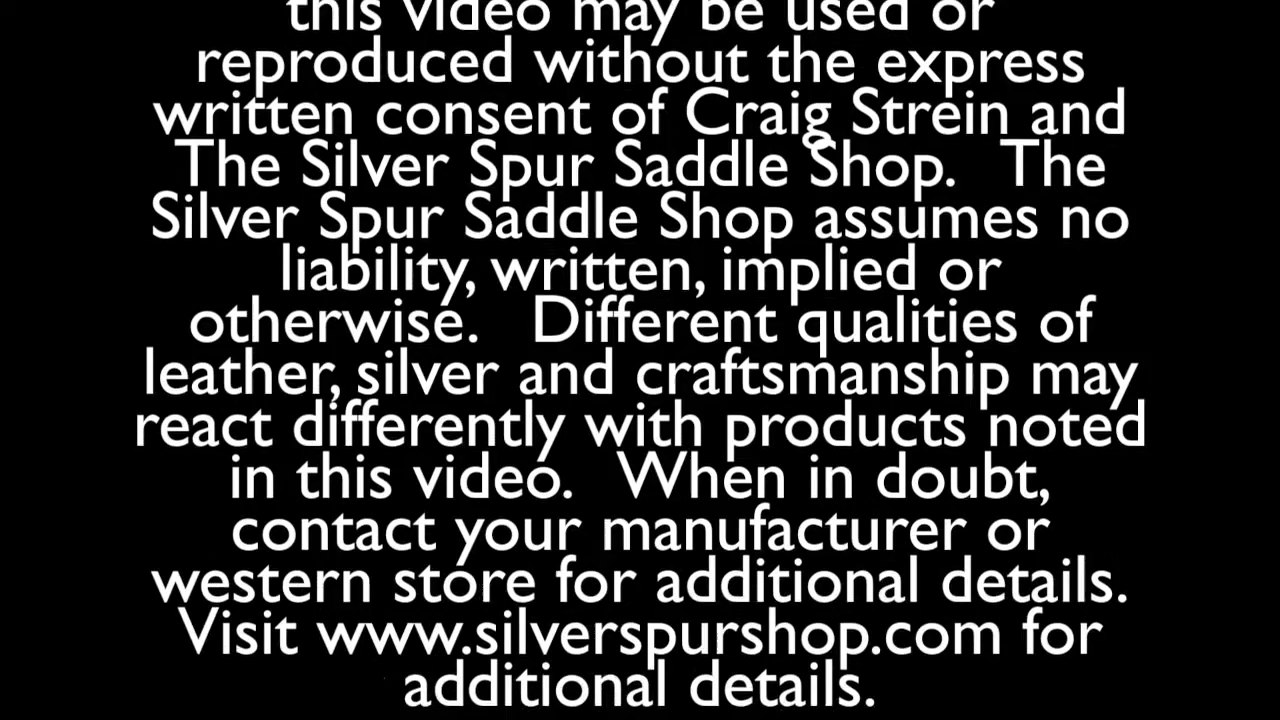 this video may be used or
reproduced without the express
written consent of Craig Strein and
The Silver Spur Saddle Shop. The
Silver Spur Saddle Shop assumes no
liability, written, implied or
otherwise. Different qualities of
leather, silver and craftsmanship may
react differently with products noted
in this video. When in doubt,
contact your manufacturer or
western store for additional details.
Visit www.silverspurshop.com for
additional details.